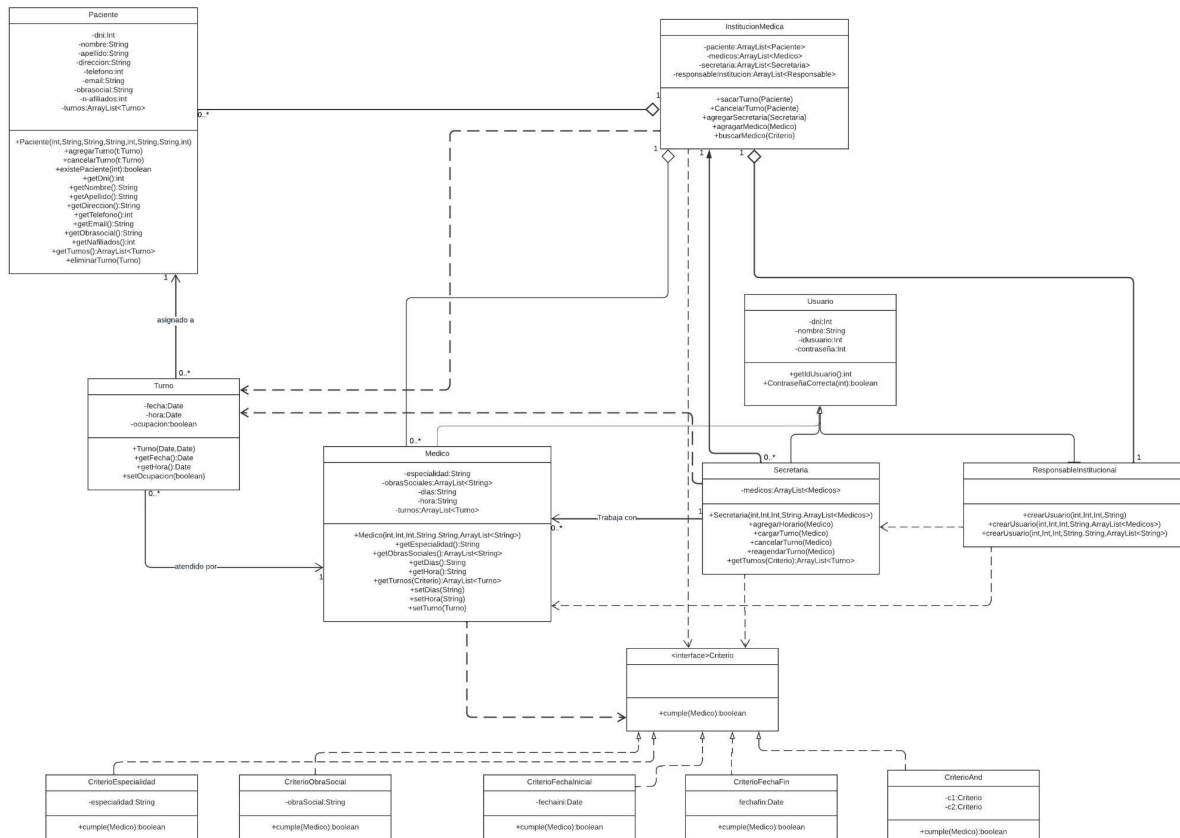 Paciente
-dni:Int
-nombre:String
-apellido:String
-direccion:String
-telefono:int
-email:String
-obrasocial:String
-n-afiliados:int
-turnos:ArrayList<Turno>
+Paciente(int,String,String,String,int,String,String,int)
+agregarTurno(t:Turno)
+cancelarTurno(t:Turno)
+existePaciente(int):boolean
+getDni():int
+getNombre():String
+getApellido():String
+getDireccion():String
+getTelefono():int
+getEmail():String
+getObrasocial():String
+getNafiliados():int
+getTurnos():ArrayList<Turno>
+eliminarTurno(Turno)
InstitucionMedica
-paciente:ArrayList<Paciente>
-medicos:ArrayList<Medico>
-secretaria:ArrayList<Secretaria>
-responsableInstitucion:ArrayList<Responsable>
+sacarTurno(Paciente)
+CancelarTurno(Paciente)
+agregarSecretaria(Secretaria)
+agragarMedico(Medico)
+buscarMedico(Criterio)
0..*
1
1
1
1
1
asignado a
0..*
Usuario
-dni:Int
-nombre:String
-idusuario:Int
-contraseña:Int
+getIdUsuario():int
+ContraseñaCorrecta(int):boolean
Turno
-fecha:Date
-hora:Date
-ocupacion:boolean
+Turno(Date,Date)
+getFecha():Date
+getHora():Date
+setOcupacion(boolean)
0..*
atendido por
1
0..*
Medico
-especialidad:String
-obrasSociales:ArrayList<String>
-dias:String
-hora:String
-turnos:ArrayList<Turno>
+Medico(int,Int,Int,String.String,ArrayList<String>)
+getEspecialidad():String
+getObrasSociales():ArrayList<String>
+getDias():String
+getHora():String
+getTurnos(Criterio):ArrayList<Turno>
+setDias(String)
+setHora(String)
+setTurno(Turno)
0..*
Trabaja con
1
0..*
Secretaria
-medicos:ArrayList<Medicos>
+Secretaria(int,Int,Int,String.ArrayList<Medicos>)
+agregarHorario(Medico)
+cargarTurno(Medico)
+cancelarTurno(Medico)
+reagendarTurno(Medico)
+getTurnos(Criterio):ArrayList<Turno>
1
ResponsableInstitucional
+crearUsuario(int,Int,Int,String)
+crearUsuario(int,Int,Int,String.ArrayList<Medicos>)
+crearUsuario(int,Int,Int,String.String,ArrayList<String>)
<interface>Criterio
+cumple(Medico):boolean
CriterioEspecialidad
-especialidad:String
+cumple(Medico):boolean
CriterioObraSocial
-obraSocial:String
+cumple(Medico):boolean
CriterioFechaInicial
-fechaini:Date
+cumple(Medico):boolean
CriterioFechaFin
fechafin:Date
+cumple(Medico):boolean
CriterioAnd
-c1:Criterio
-c2:Criterio
+cumple(Medico):boolean